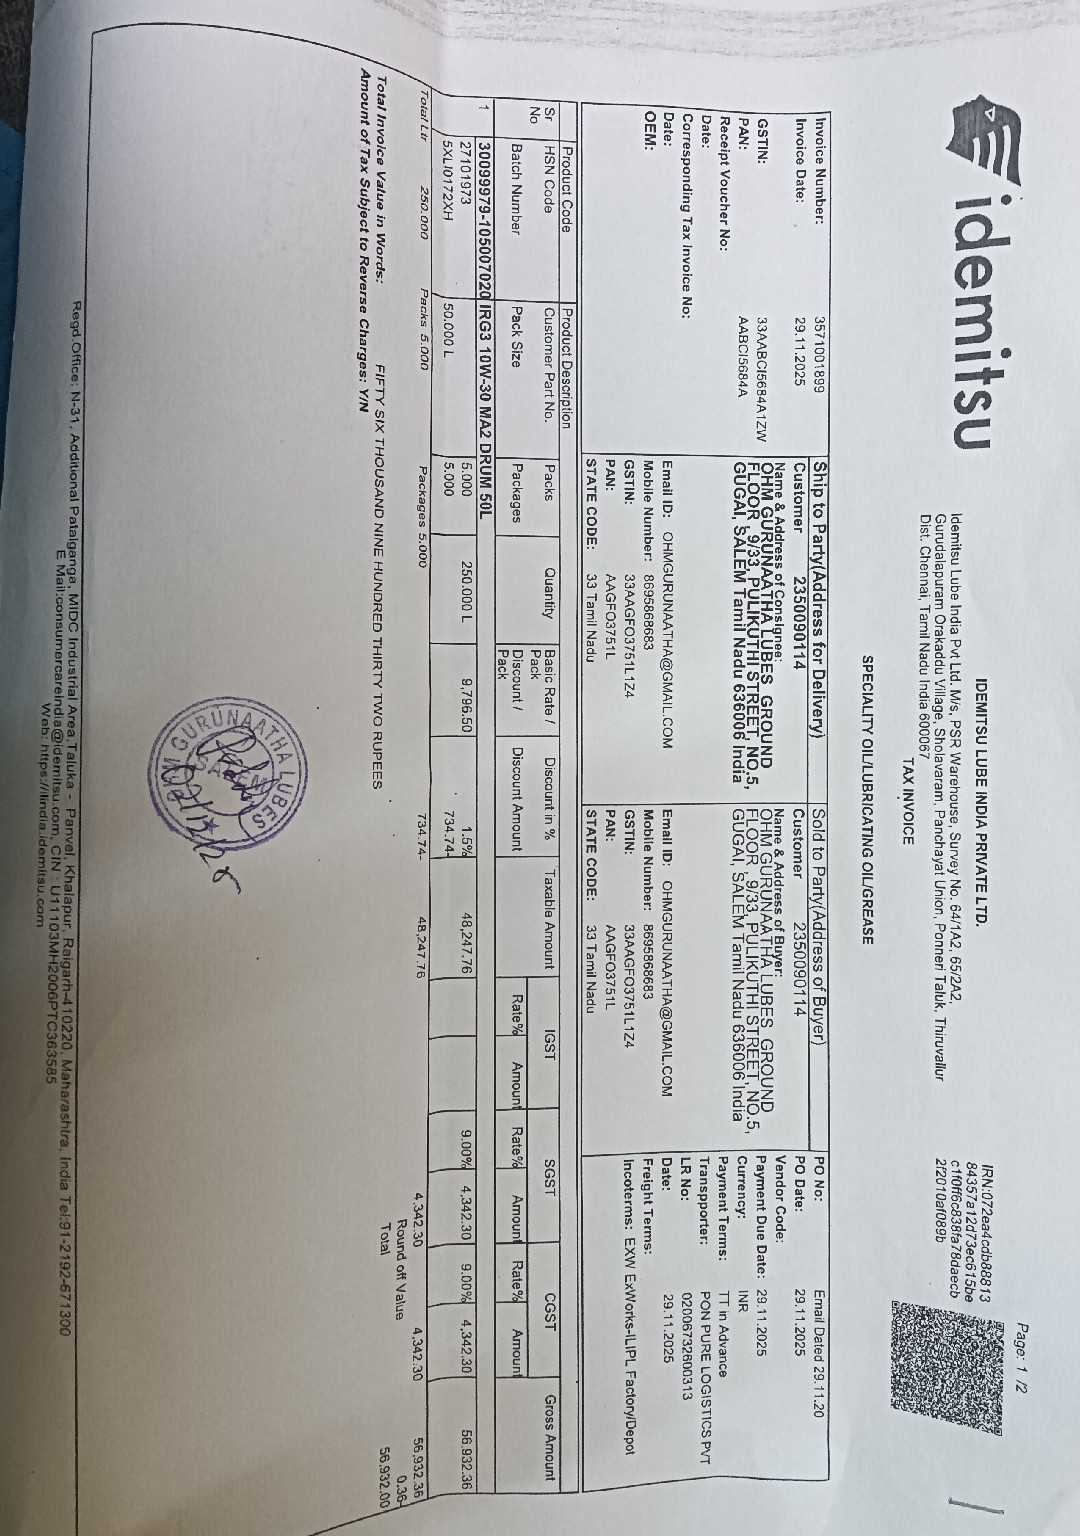 idemitsu
IDEMITSU LUBE INDIA PRIVATE LTD.
Idemitsu Lube India Pvt Ltd. M/s. PSR Warehouse, Survey No. 64/1A2, 65/2A2,
Gurudalapuram Orakaddu Village, Sholavaram, Panchayat Union, Ponneri Taluk, Thiruvallur
Dist. Chennai, Tamil Nadu India 600067
TAX INVOICE
SPECIALITY OIL/LUBRICATING OIL/GREASE
Page: 1 /2
IRN:072ea4cdb88813
84357a12d73ec615be
c1f0ff6c838fa78daecb
2f2010af089b
Invoice Number: 3571001899
Invoice Date: 29.11.2025
GSTIN: 33AABCI5684A1ZW
PAN: AABCI5684A
Receipt Voucher No:
Date:
Corresponding Tax Invoice No:
Date:
OEM:
Ship to Party(Address for Delivery)
Customer 2350090114
Name & Address of Consignee:
OHM GURUNAATHA LUBES GROUND
FLOOR, 9/33, PULIKUTHI STREET, NO.5,
GUGAI, SALEM Tamil Nadu 636006 India
Email ID: OHMGURUNAATHA@GMAIL.COM
Mobile Number: 8695868683
GSTIN: 33AAGFO3751L1Z4
PAN: AAGFO3751L
STATE CODE: 33 Tamil Nadu
Sold to Party(Address of Buyer)
Customer 2350090114
Name & Address of Buyer:
OHM GURUNAATHA LUBES GROUND
FLOOR, 9/33, PULIKUTHI STREET, NO.5,
GUGAI, SALEM Tamil Nadu 636006 India
Email ID: OHMGURUNAATHA@GMAIL.COM
Mobile Number: 8695868683
GSTIN: 33AAGFO3751L1Z4
PAN: AAGFO3751L
STATE CODE: 33 Tamil Nadu
PO No: Email Dated 29.11.20
PO Date: 29.11.2025
Vendor Code:
Payment Due Date: 29.11.2025
Currency: INR
Payment Terms: TT in Advance
Transpporter: PON PURE LOGISTICS PVT
LR No: 02006732600313
Date: 29.11.2025
Freight Terms:
Incoterms: EXW ExWorks-ILIPL Factory/Depot
Product Code Product Description
Sr No HSN Code Customer Part No. Packs Quantity Basic Rate / Pack Discount in % Taxable Amount IGST SGST CGST Gross Amount
Batch Number Pack Size Packages Discount / Pack Discount Amount Rate% Amount Rate% Amount Rate% Amount
1 30099979-105007020 IRG3 10W-30 MA2 DRUM 50L
27101973 5.000 250.000 L 9,796.50 1.5% 48,247.76 9.00% 4,342.30 9.00% 4,342.30 56,932.36
5XLI0172XH 50.000 L 5.000 734.74-
Total Ltr 250.000 Packs 5.000 Packages 5.000 734.74- 48,247.76 4,342.30 4,342.30 56,932.36
Round off Value 0.36-
Total 56,932.00
Total Invoice Value in Words: FIFTY SIX THOUSAND NINE HUNDRED THIRTY TWO RUPEES
Amount of Tax Subject to Reverse Charges: Y/N
GURUNAATHA LUBES
SALEM
Regd.Office: N-31, Additional Patalganga, MIDC Industrial Area,Taluka - Panvel, Khalapur, Raigarh-410220, Maharashtra, India Tel:91-2192-671300
E Mail:consumercareindia@idemitsu.com, CIN : U11103MH2006PTC363585
Web: https://ilindia.idemitsu.com